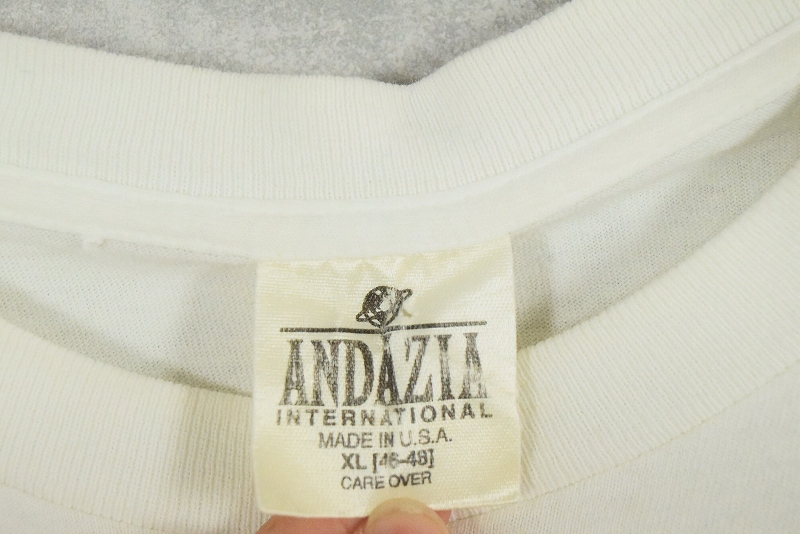 ANDAZIA
INTERNATIONAL
MADE IN U.S.A.
XL [46-48]
CARE OVER